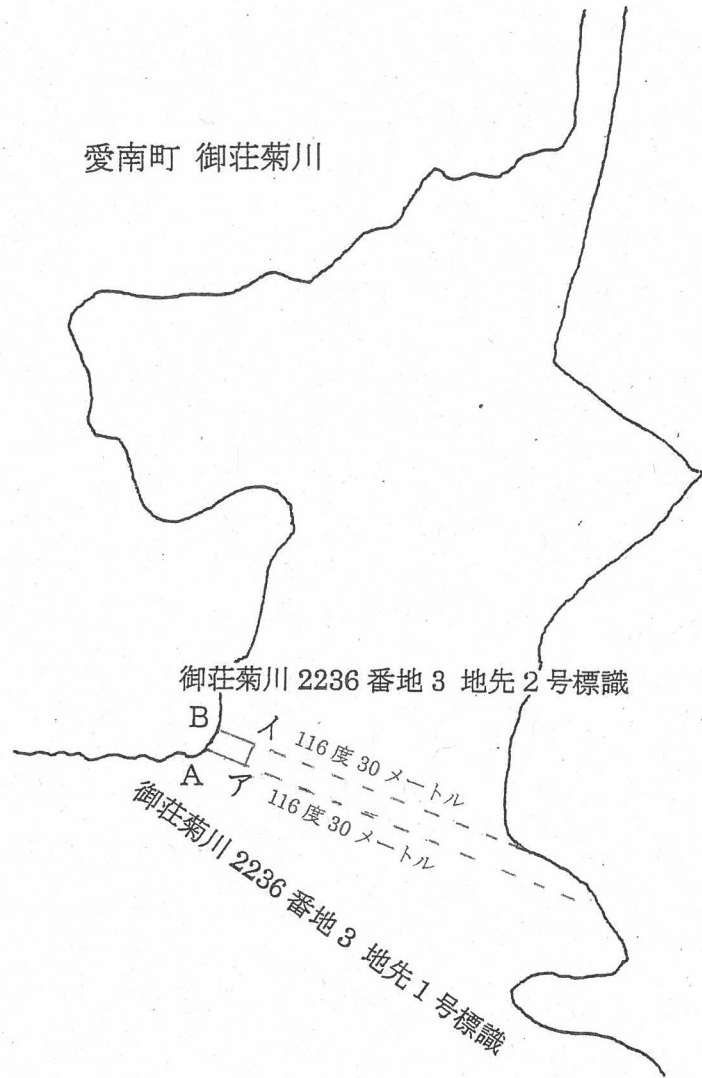 愛南町 御荘菊川
御荘菊川 2236 番地 3 地先 2 号標識
B
イ
116 度 30 メートル
A
ア
116 度 30 メートル
御荘菊川 2236 番地 3 地先 1 号標識